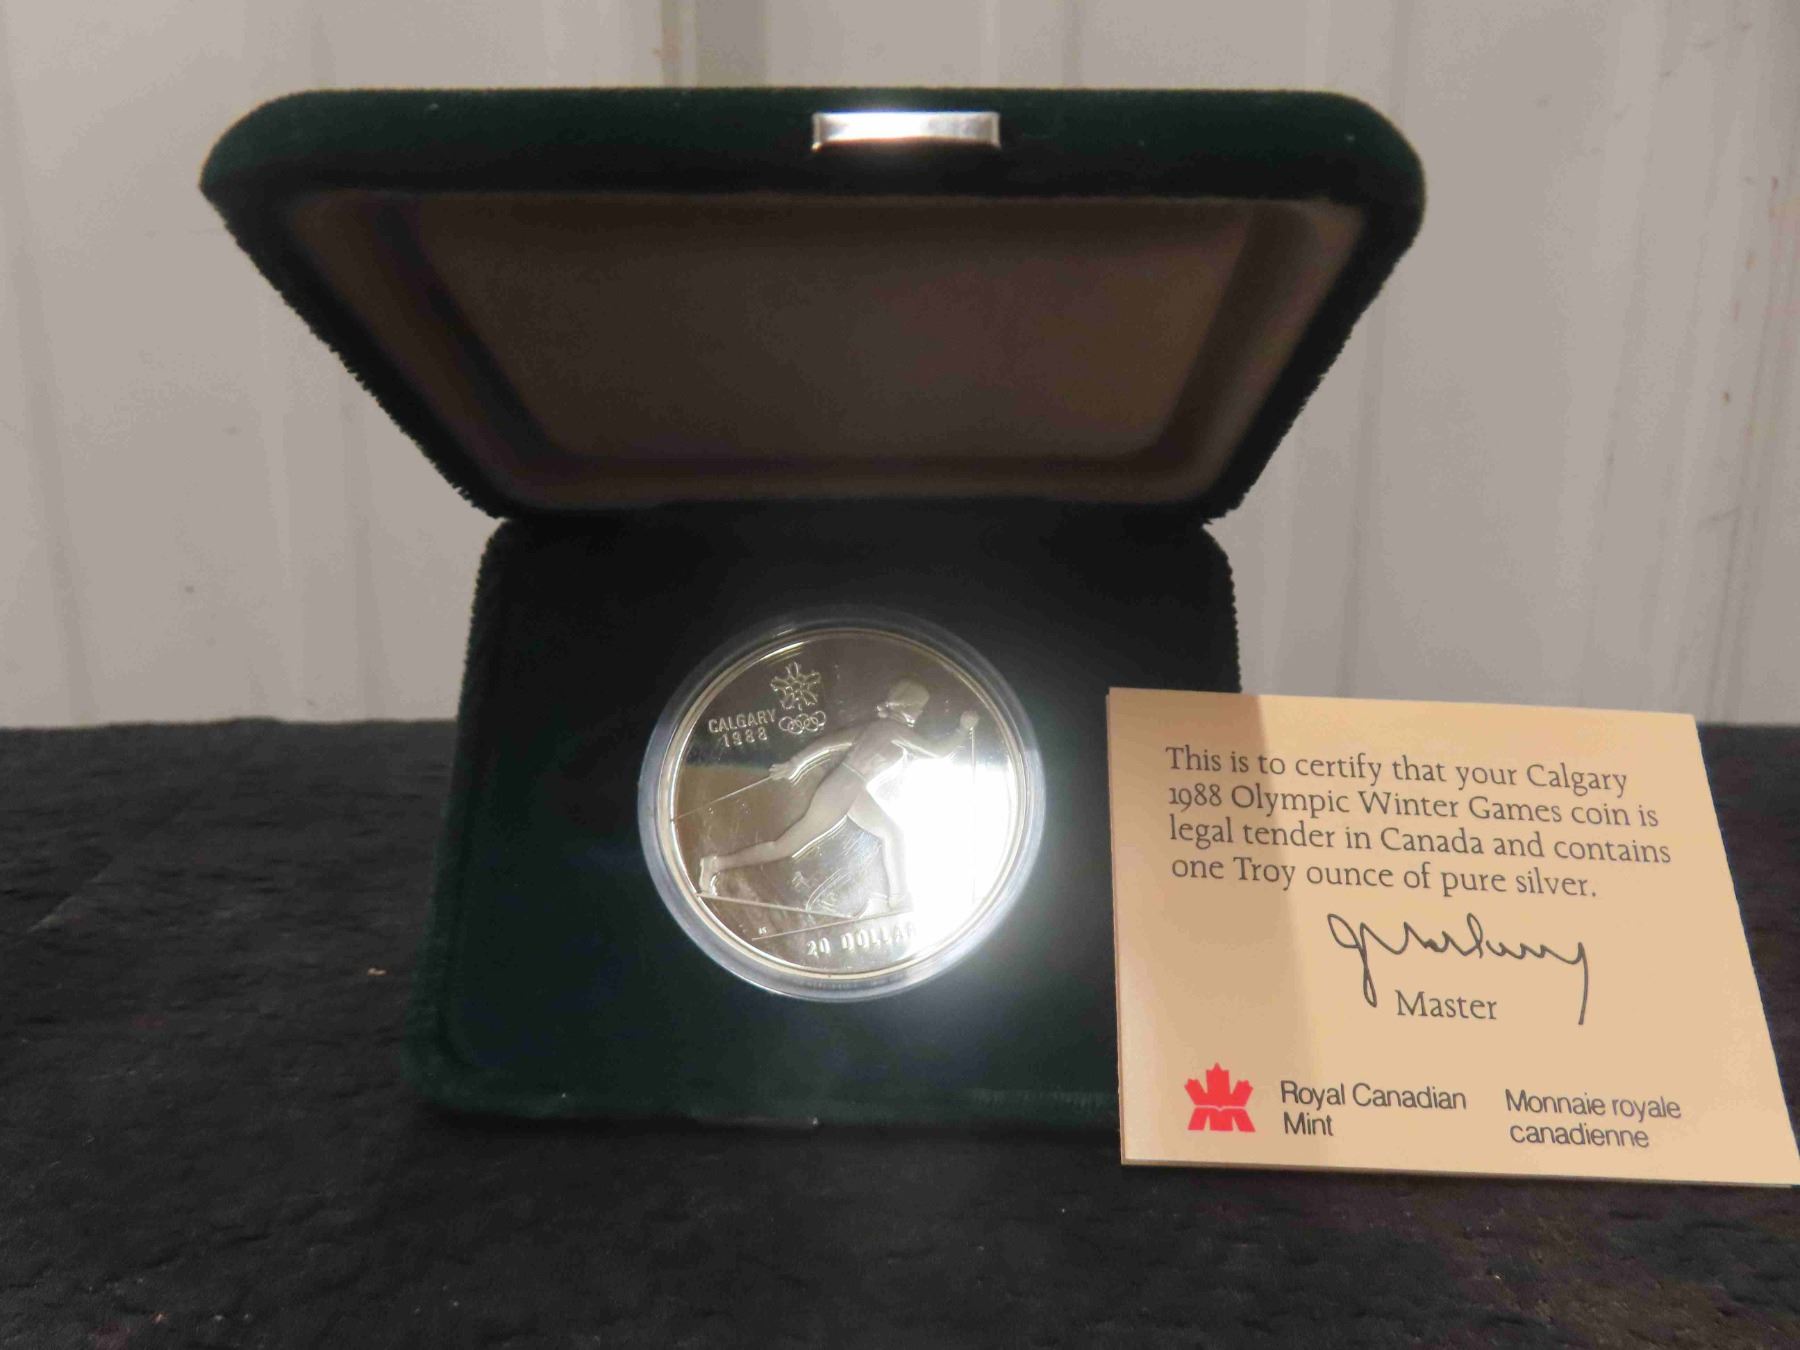 CALGARY
1988
20 DOLLAR
This is to certify that your Calgary
1988 Olympic Winter Games coin is
legal tender in Canada and contains
one Troy ounce of pure silver.
Master
Royal Canadian
Mint
Monnaie royale
canadienne